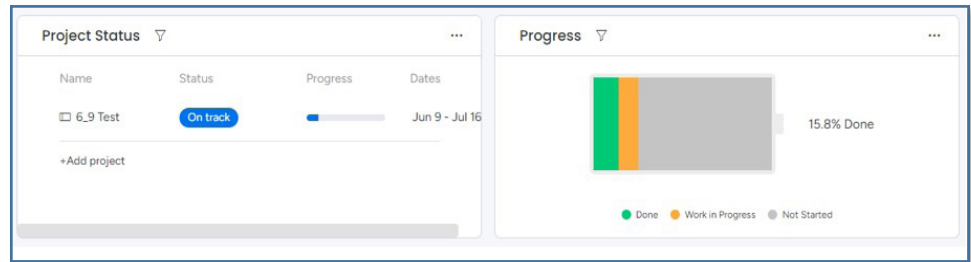 Project Status
Name Status Progress Dates
6_9 Test On track Jun 9 - Jul 16
+Add project
Progress
15.8% Done
Done Work in Progress Not Started